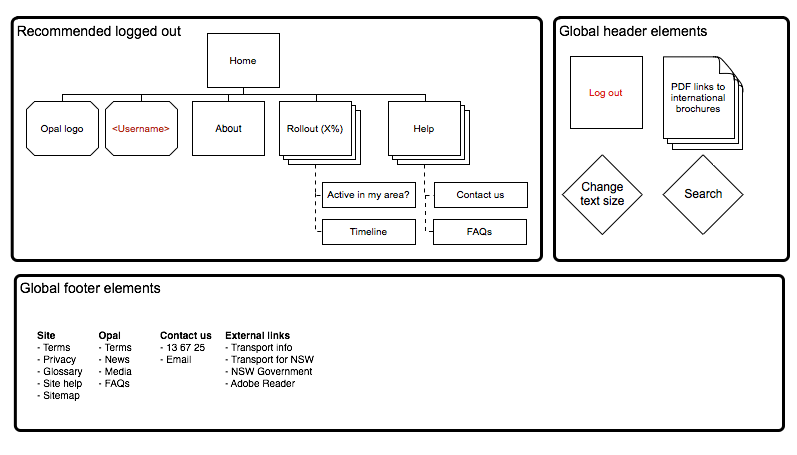 Recommended logged out
Home
Opal logo
<Username>
About
Rollout (X%)
Help
Active in my area?
Contact us
Timeline
FAQs
Global header elements
Log out
PDF links to
international
brochures
Change
text size
Search
Global footer elements
Site
- Terms
- Privacy
- Glossary
- Site help
- Sitemap
Opal
- Terms
- News
- Media
- FAQs
Contact us
- 13 67 25
- Email
External links
- Transport info
- Transport for NSW
- NSW Government
- Adobe Reader